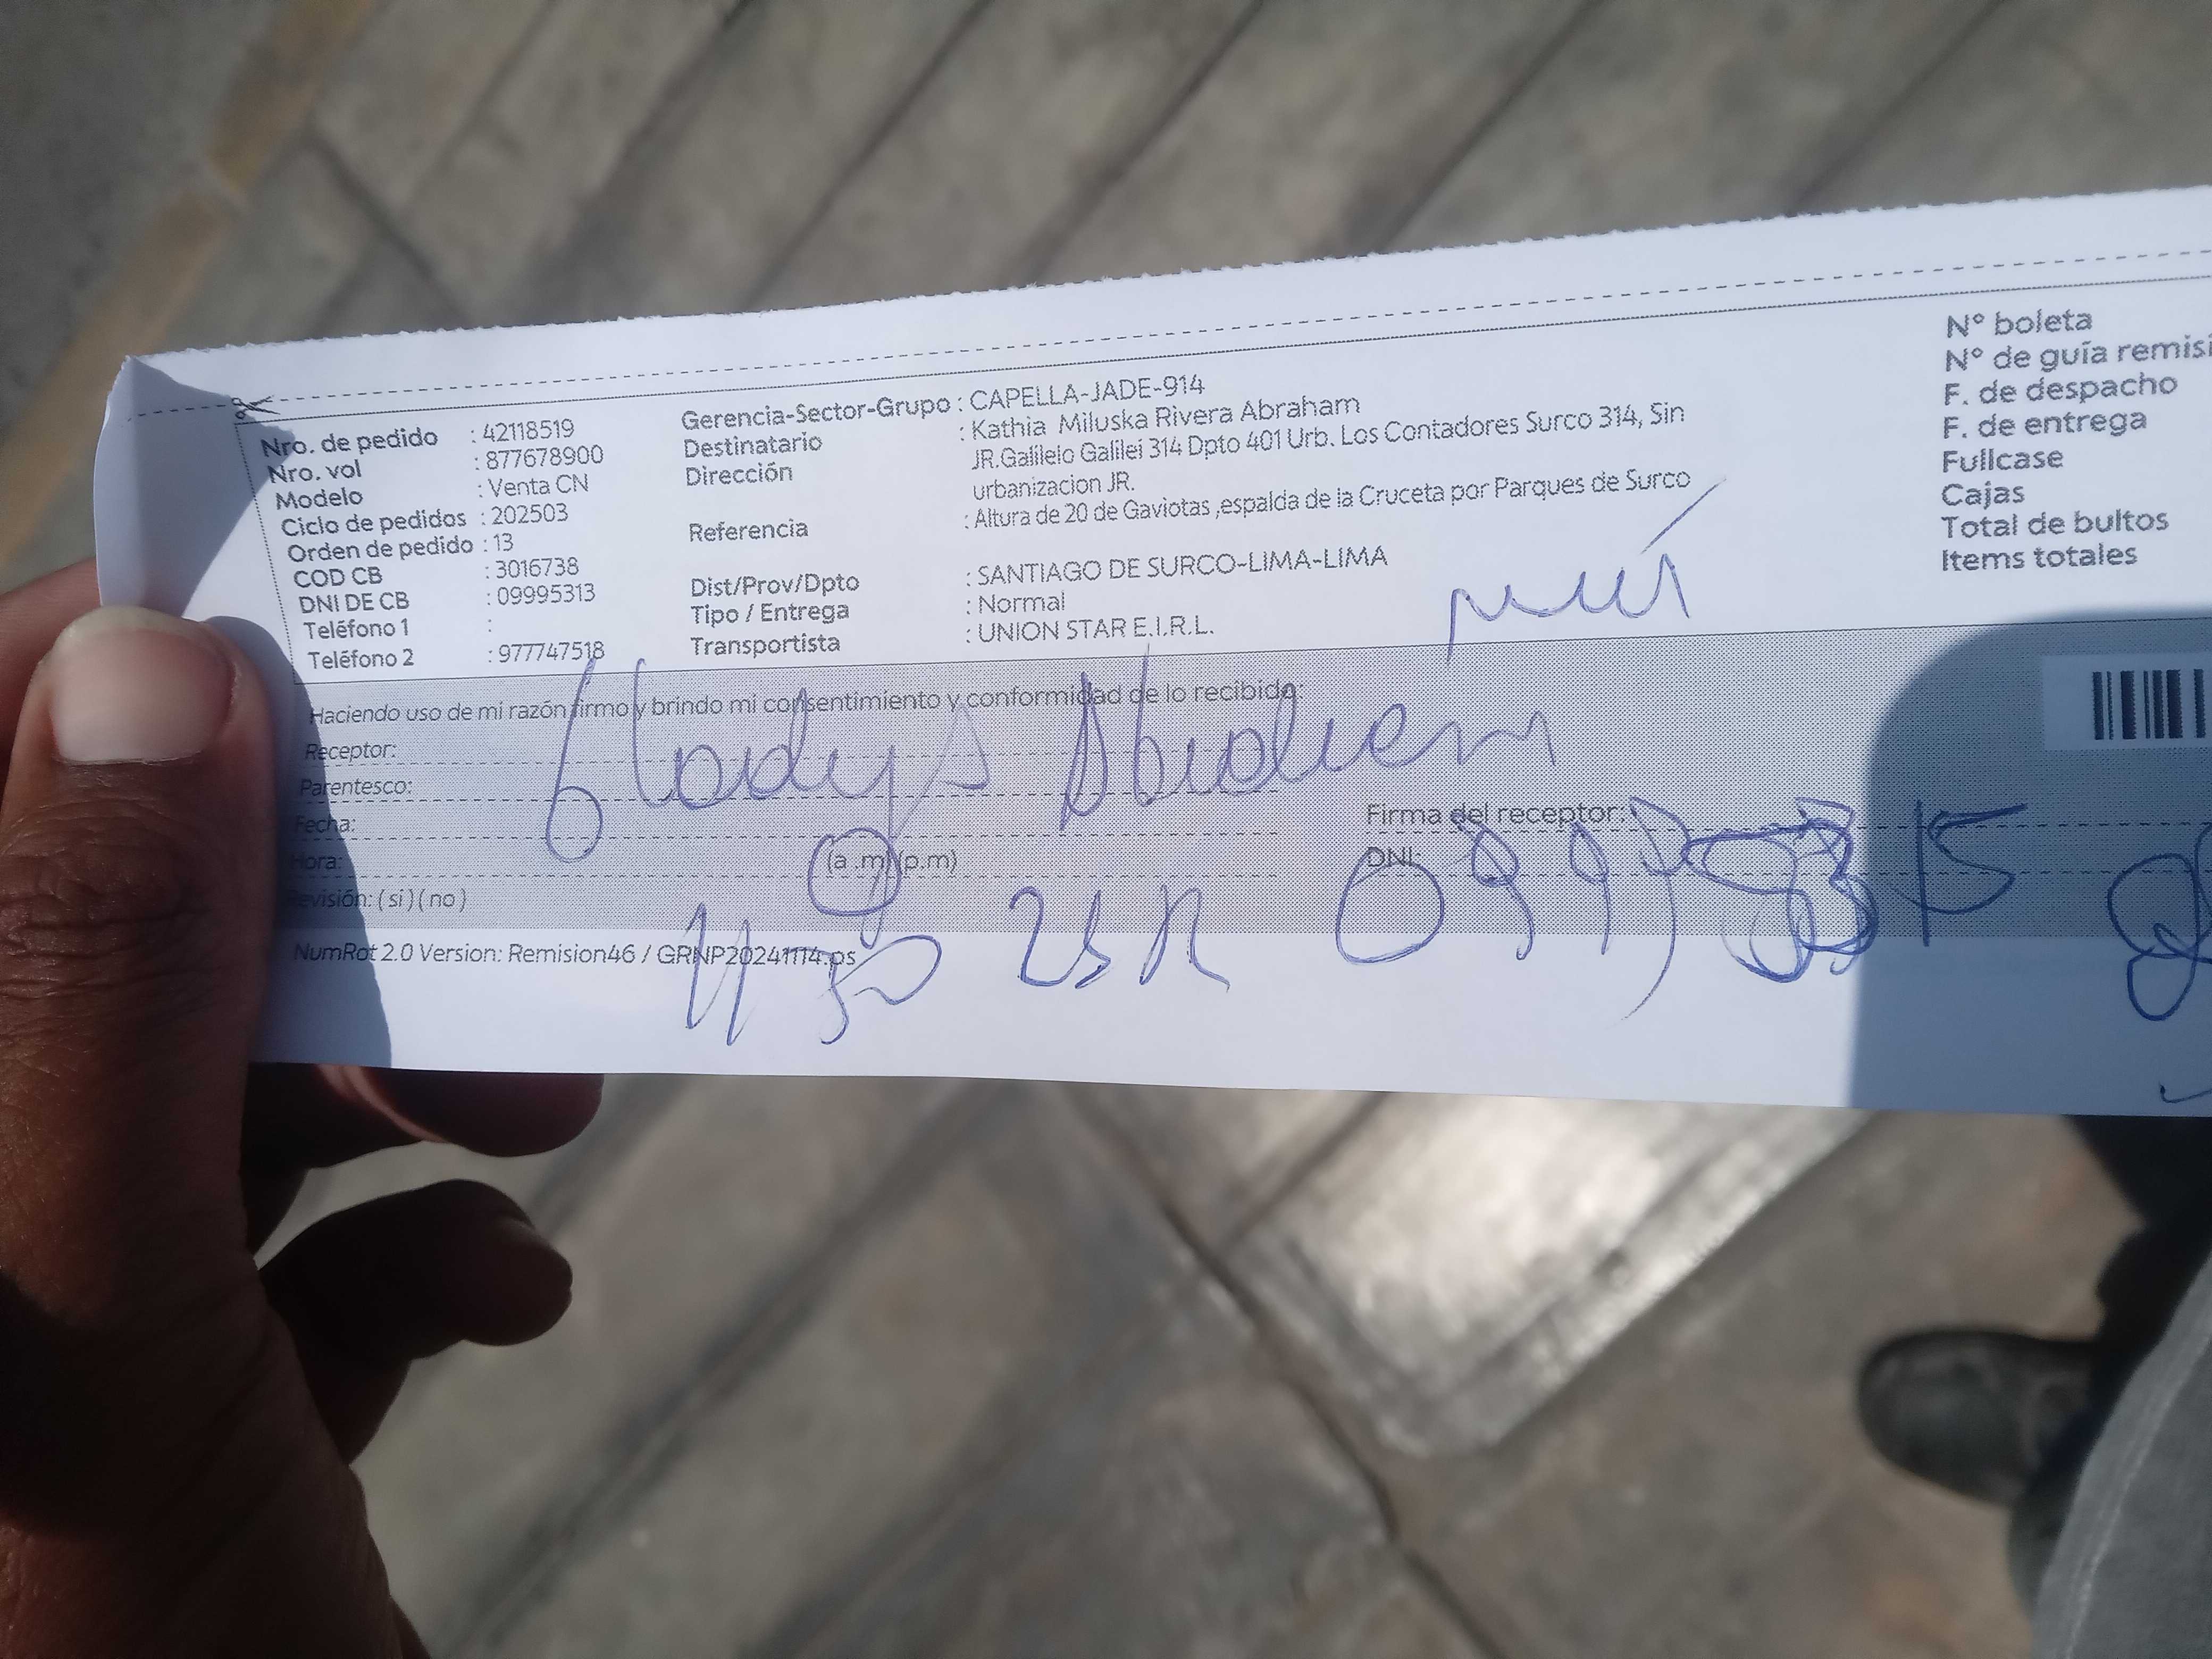 Nro. de pedido : 42118519
Nro. vol : 877678900
Modelo : Venta CN
Ciclo de pedidos : 202503
Orden de pedido : 13
COD CB : 3016738
DNI DE CB : 09995313
Teléfono 1 :
Teléfono 2 : 977747518
Gerencia-Sector-Grupo : CAPELLA-JADE-914
Destinatario : Kathia Miluska Rivera Abraham
Dirección JR.Galileio Galilei 314 Dpto 401 Urb. Los Contadores Surco 314, Sin
urbanizacion JR.
Referencia : Altura de 20 de Gaviotas ,espalda de la Cruceta por Parques de Surco
Dist/Prov/Dpto : SANTIAGO DE SURCO-LIMA-LIMA
Tipo / Entrega : Normal
Transportista : UNION STAR E.I.R.L.
N° boleta
N° de guía remisi
F. de despacho
F. de entrega
Fullcase
Cajas
Total de bultos
Items totales
Haciendo uso de mi razón firmo y brindo mi consentimiento y conformidad de lo recibido:
Receptor:
Gladys Abraham
Parentesco:
Fecha:
Hora: (a .m) (p.m)
Revisión: ( si ) ( no )
Firma del receptor:
DNI:
NumRot 2.0 Version: Remision46 / GRNP20241114.ps